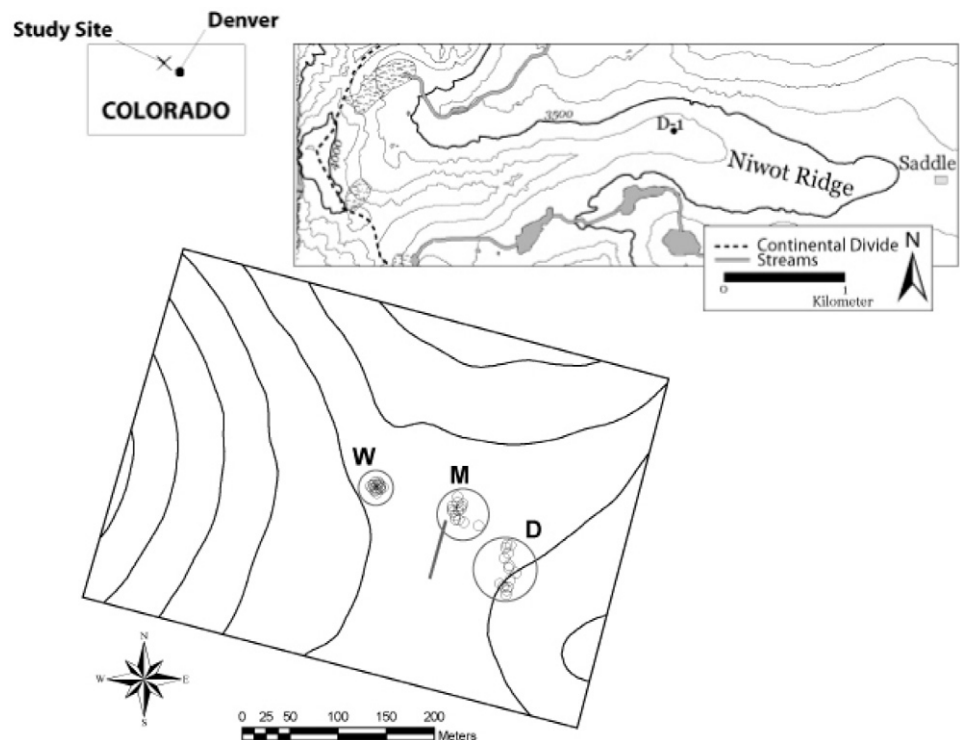 Study Site
Denver
COLORADO
3500
D-1
Niwot Ridge
Saddle
Continental Divide
Streams
N
0 1
Kilometer
W
M
D
N
W E
S
0 25 50 100 150 200
Meters